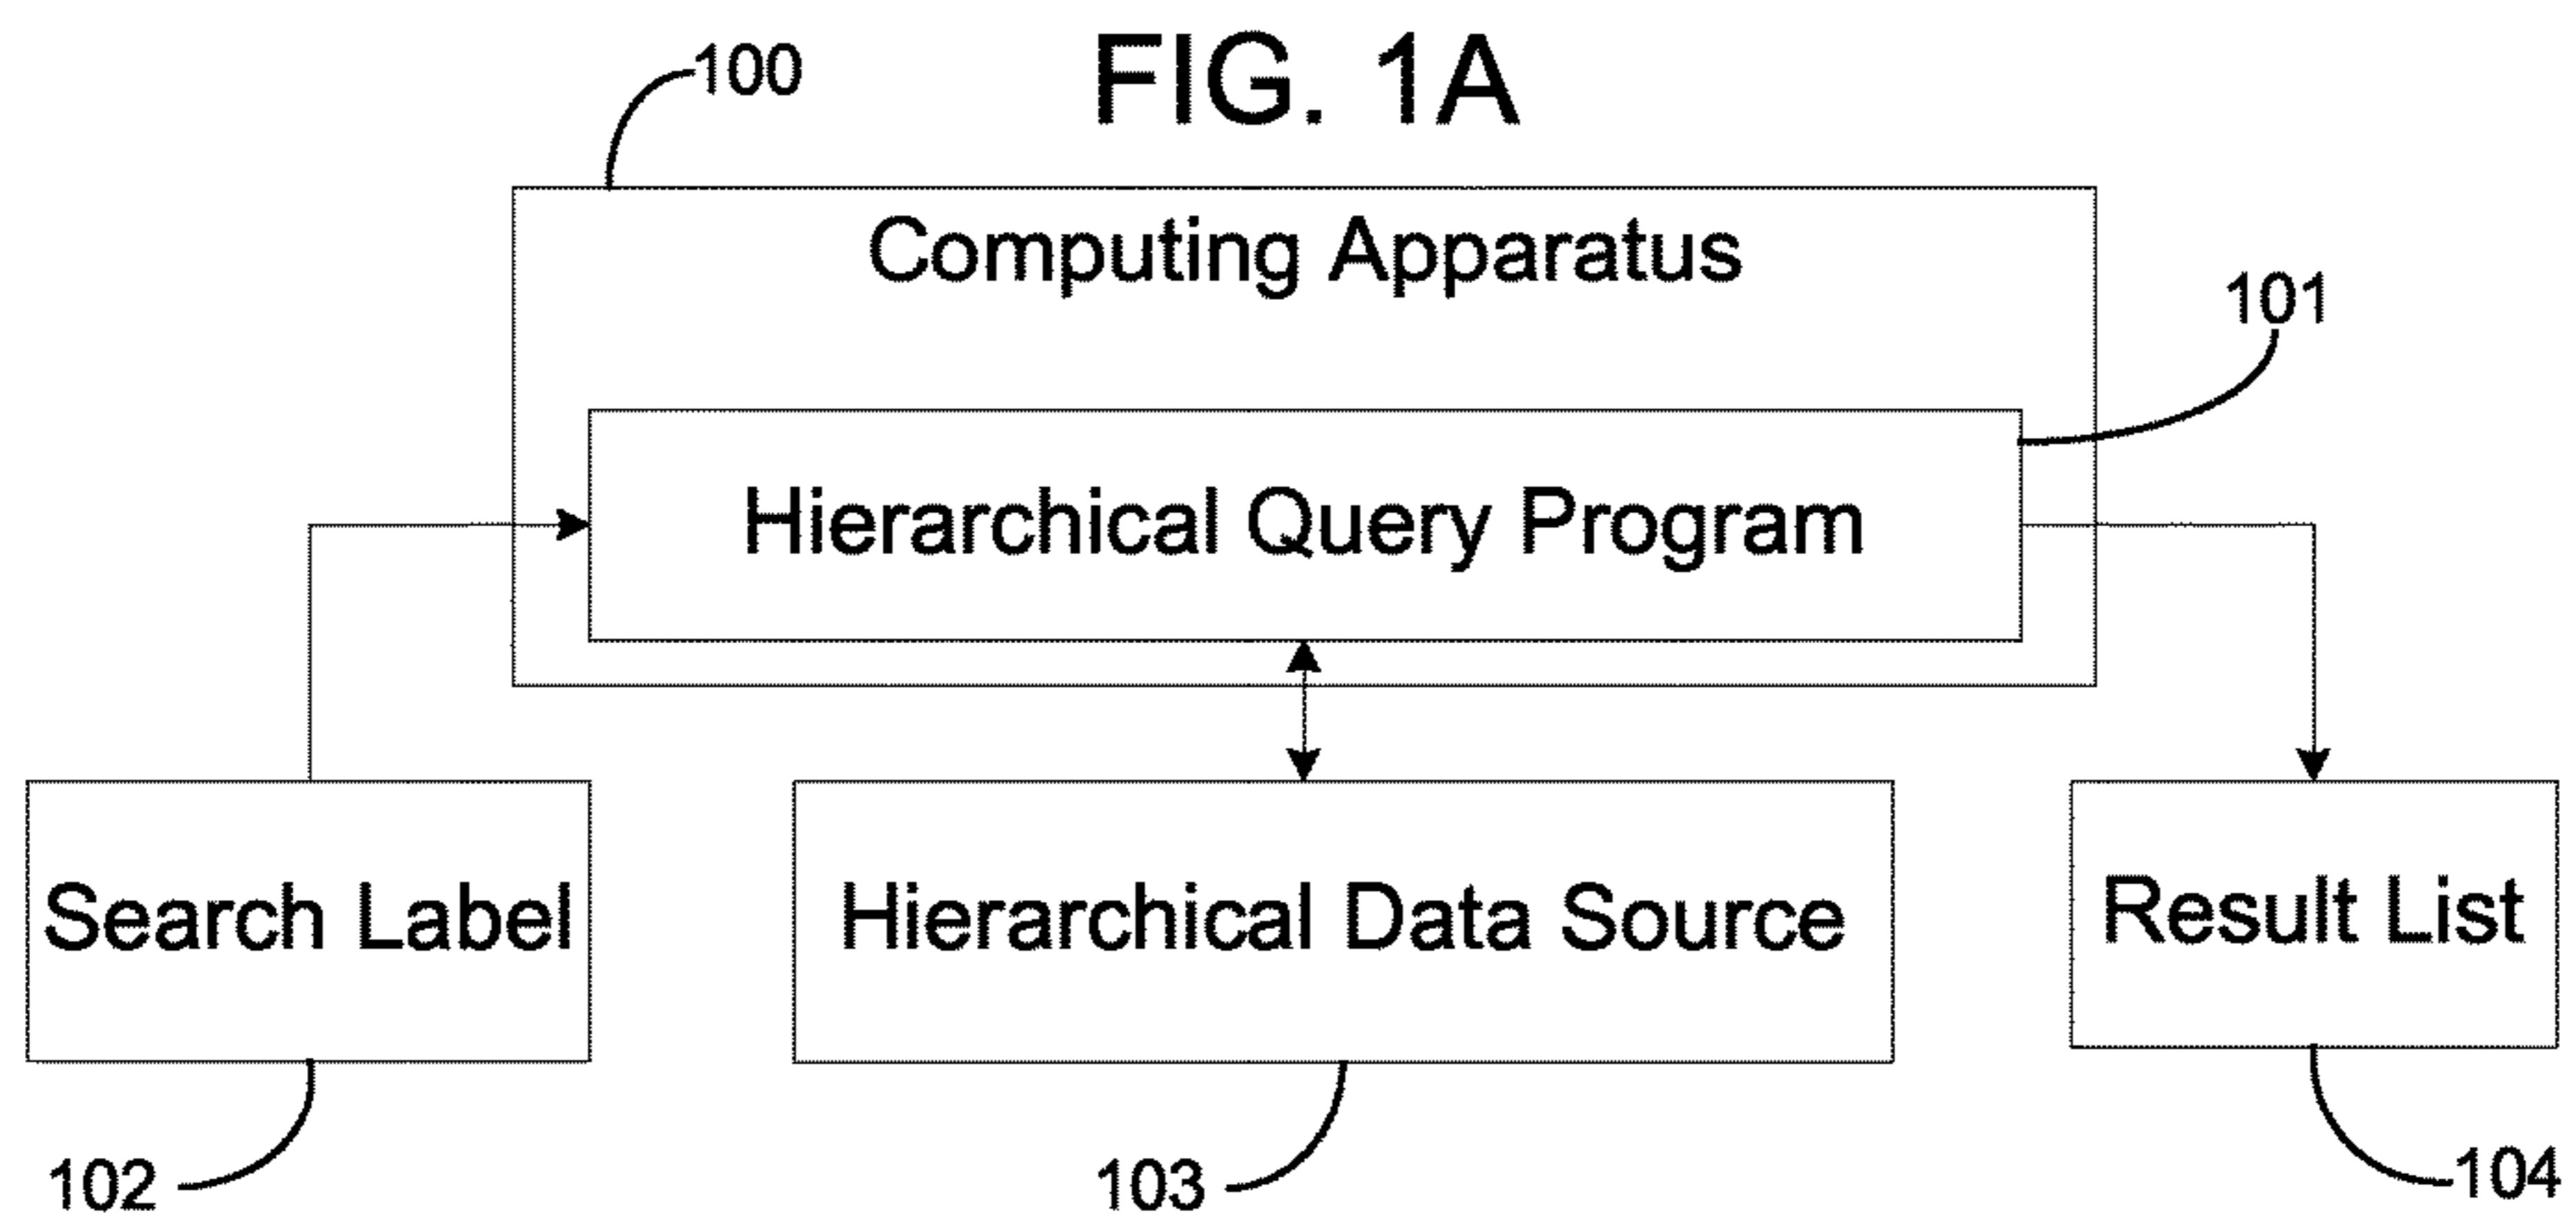 FIG. 1A
100
Computing Apparatus
101
Hierarchical Query Program
Search Label
Hierarchical Data Source
Result List
102
103
104